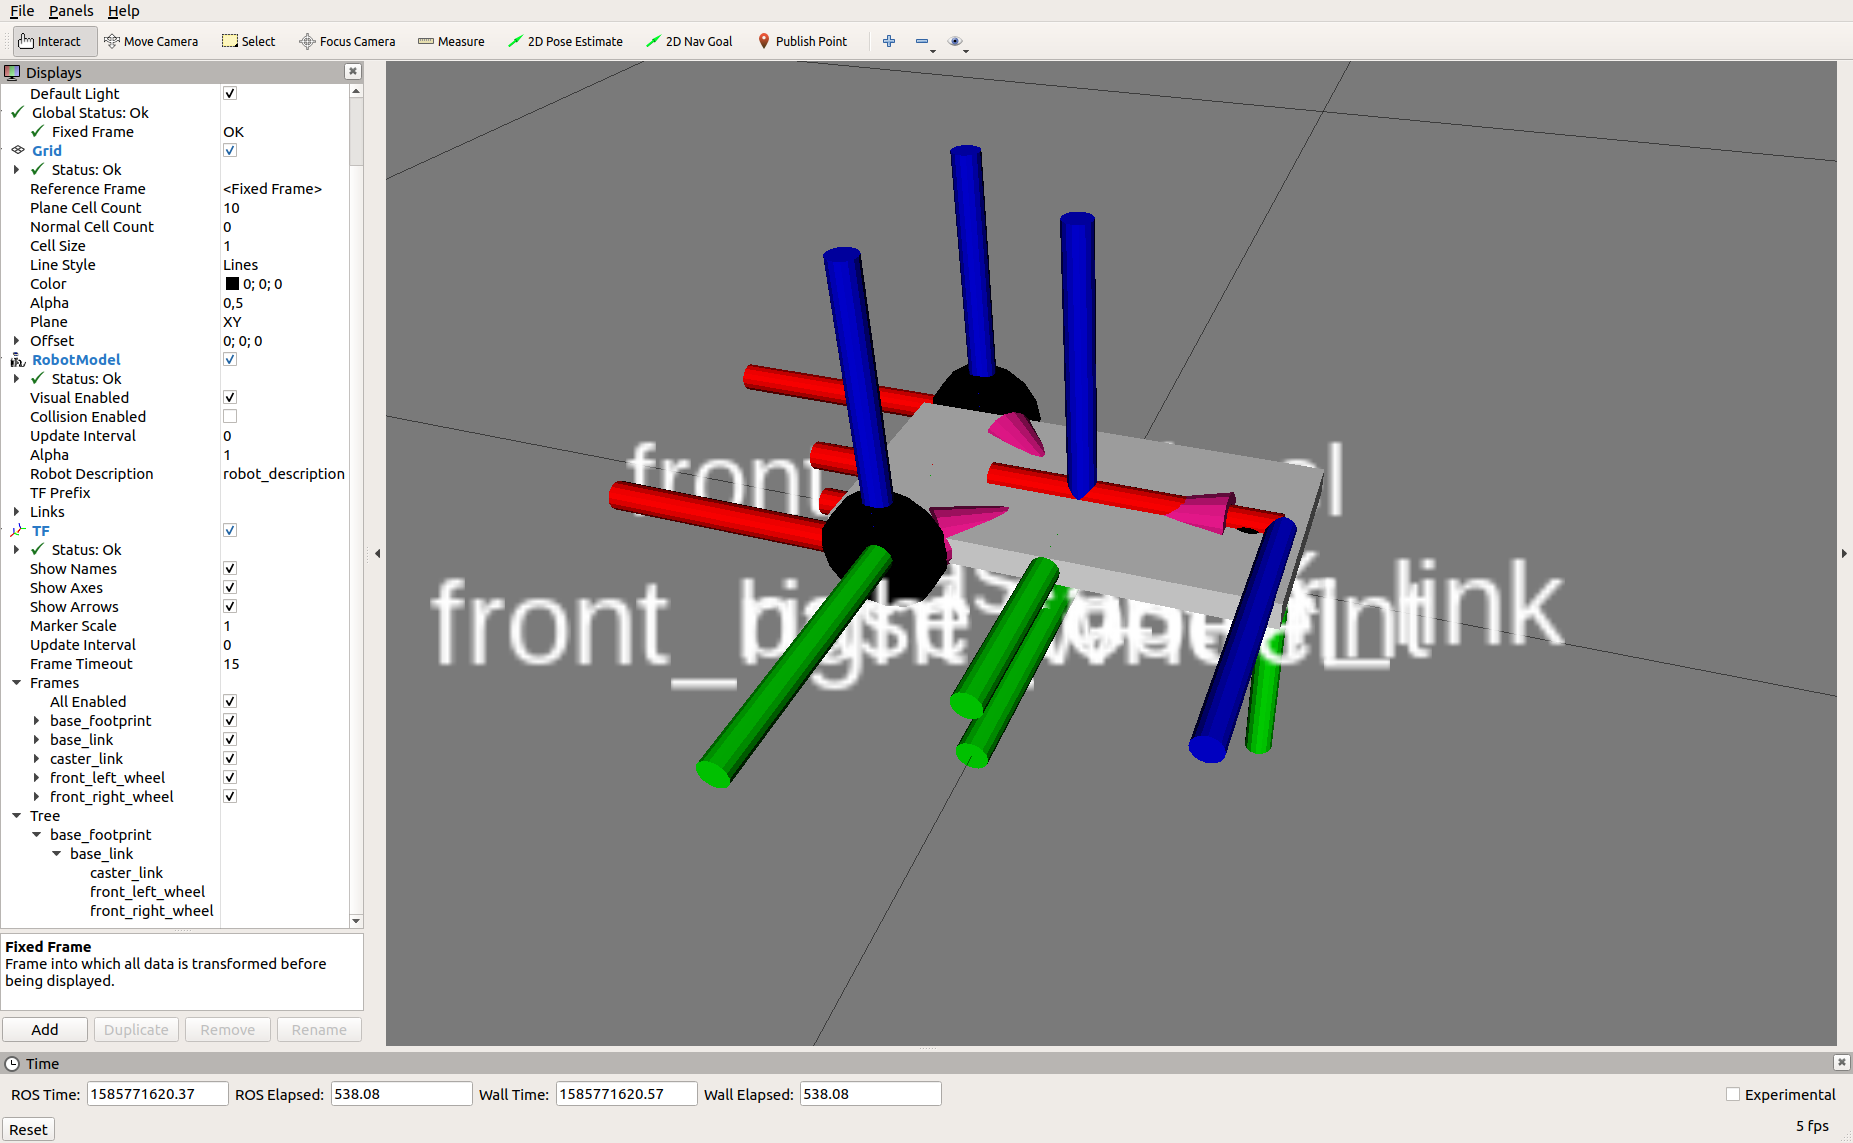 File Panels Help
Interact Move Camera Select Focus Camera Measure 2D Pose Estimate 2D Nav Goal Publish Point
Displays
Default Light
Global Status: Ok
Fixed Frame OK
Grid
Status: Ok
Reference Frame <Fixed Frame>
Plane Cell Count 10
Normal Cell Count 0
Cell Size 1
Line Style Lines
Color 0; 0; 0
Alpha 0,5
Plane XY
Offset 0; 0; 0
RobotModel
Status: Ok
Visual Enabled
Collision Enabled
Update Interval 0
Alpha 1
Robot Description robot_description
TF Prefix
Links
TF
Status: Ok
Show Names
Show Axes
Show Arrows
Marker Scale 1
Update Interval 0
Frame Timeout 15
Frames
All Enabled
base_footprint
base_link
caster_link
front_left_wheel
front_right_wheel
Tree
base_footprint
base_link
caster_link
front_left_wheel
front_right_wheel
Fixed Frame
Frame into which all data is transformed before
being displayed.
Add Duplicate Remove Rename
Time
ROS Time: 1585771620.37 ROS Elapsed: 538.08 Wall Time: 1585771620.57 Wall Elapsed: 538.08 Experimental
Reset 5 fps